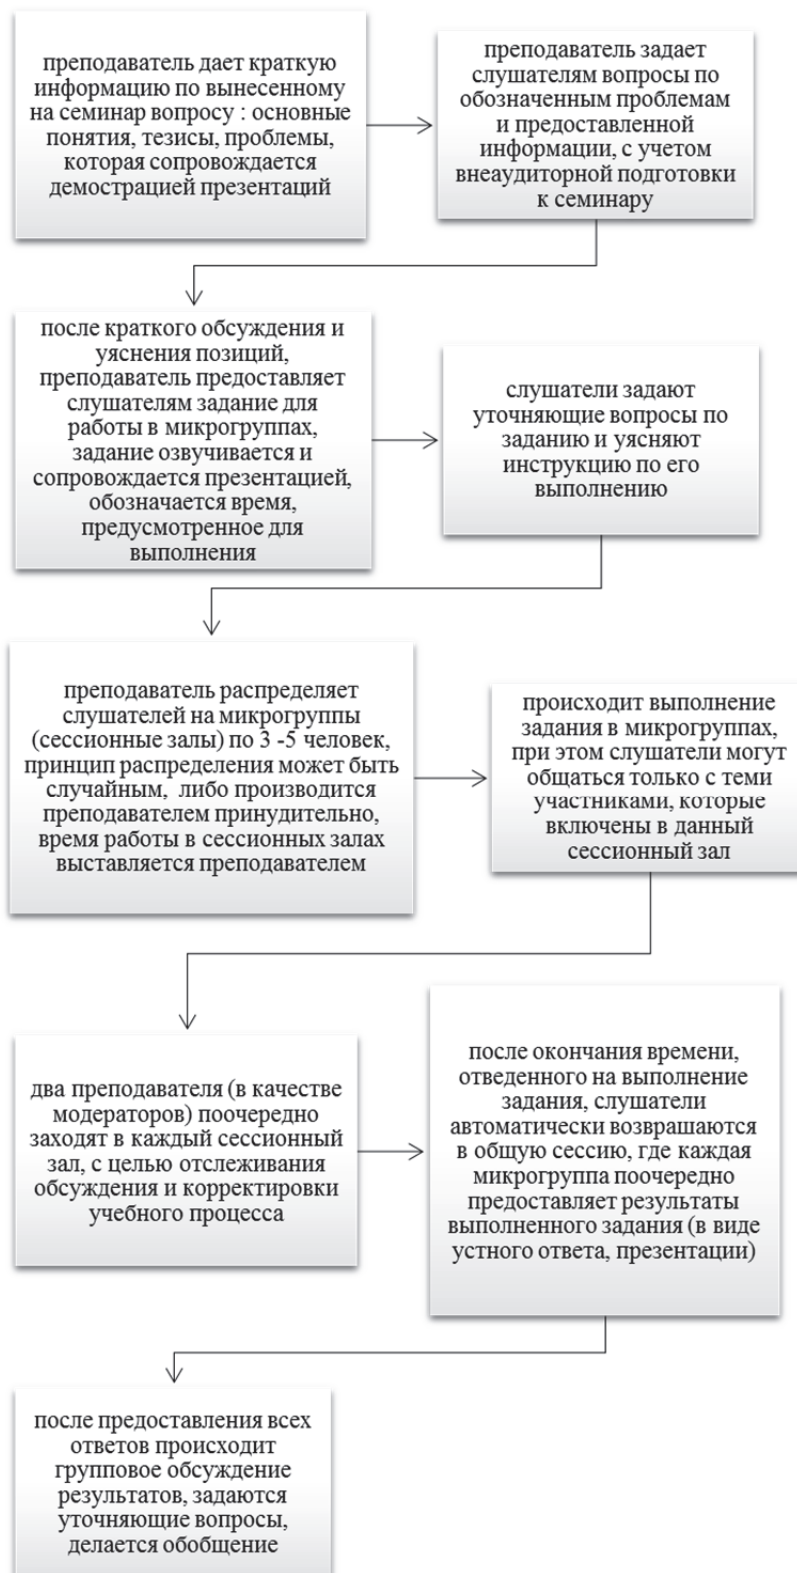 преподаватель дает краткую
информацию по вынесенному
на семинар вопросу : основные
понятия, тезисы, проблемы,
которая сопровождается
демострацией презентаций
преподаватель задает
слушателям вопросы по
обозначенным проблемам
и предоставленной
информации, с учетом
внеаудиторной подготовки
к семинару
после краткого обсуждения и
уяснения позиций,
преподаватель предоставляет
слушателям задание для
работы в микрогруппах,
задание озвучивается и
сопровождается презентацией,
обозначается время,
предусмотренное для
выполнения
слушатели задают
уточняющие вопросы по
заданию и уясняют
инструкцию по его
выполнению
преподаватель распределяет
слушателей на микрогруппы
(сессионные залы) по 3 -5 человек,
принцип распределения может быть
случайным, либо производится
преподавателем принудительно,
время работы в сессионных залах
выставляется преподавателем
происходит выполнение
задания в микрогруппах,
при этом слушатели могут
общаться только с теми
участниками, которые
включены в данный
сессионный зал
два преподавателя (в качестве
модераторов) поочередно
заходят в каждый сессионный
зал, с целью отслеживания
обсуждения и корректировки
учебного процесса
после окончания времени,
отведенного на выполнение
задания, слушатели
автоматически возврашаются
в общую сессию, где каждая
микрогруппа поочередно
предоставляет результаты
выполненного задания (в виде
устного ответа, презентации)
после предоставления всех
ответов происходит
групповое обсуждение
результатов, задаются
уточняющие вопросы,
делается обобщение